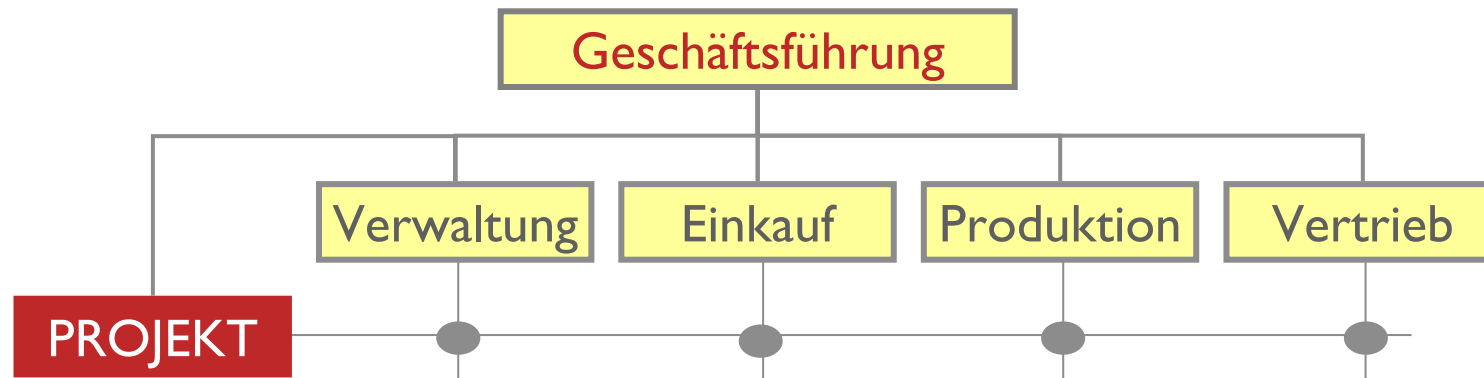 Geschäftsführung
Verwaltung
Einkauf
Produktion
Vertrieb
PROJEKT